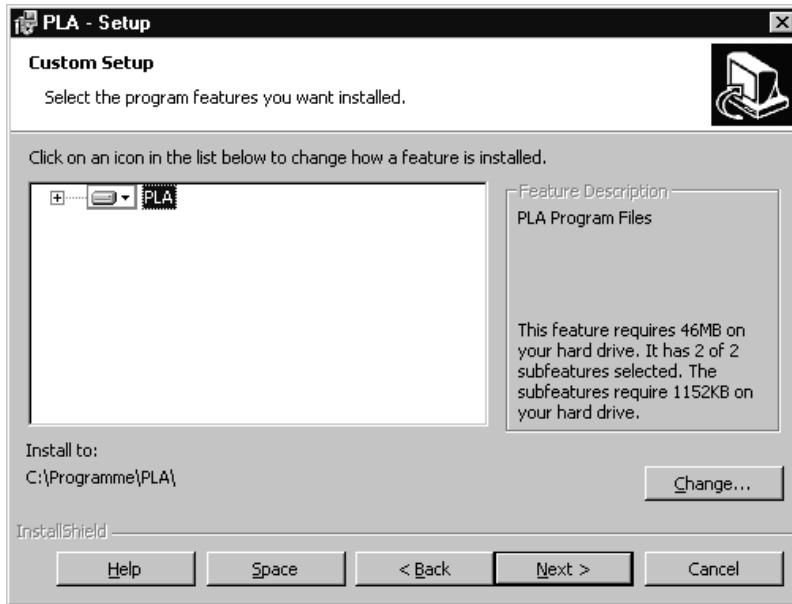 PLA - Setup
Custom Setup
Select the program features you want installed.
Click on an icon in the list below to change how a feature is installed.
PLA
Feature Description
PLA Program Files
This feature requires 46MB on
your hard drive. It has 2 of 2
subfeatures selected. The
subfeatures require 1152KB on
your hard drive.
Install to:
C:\Programme\PLA\
Change...
InstallShield
Help
Space
< Back
Next >
Cancel